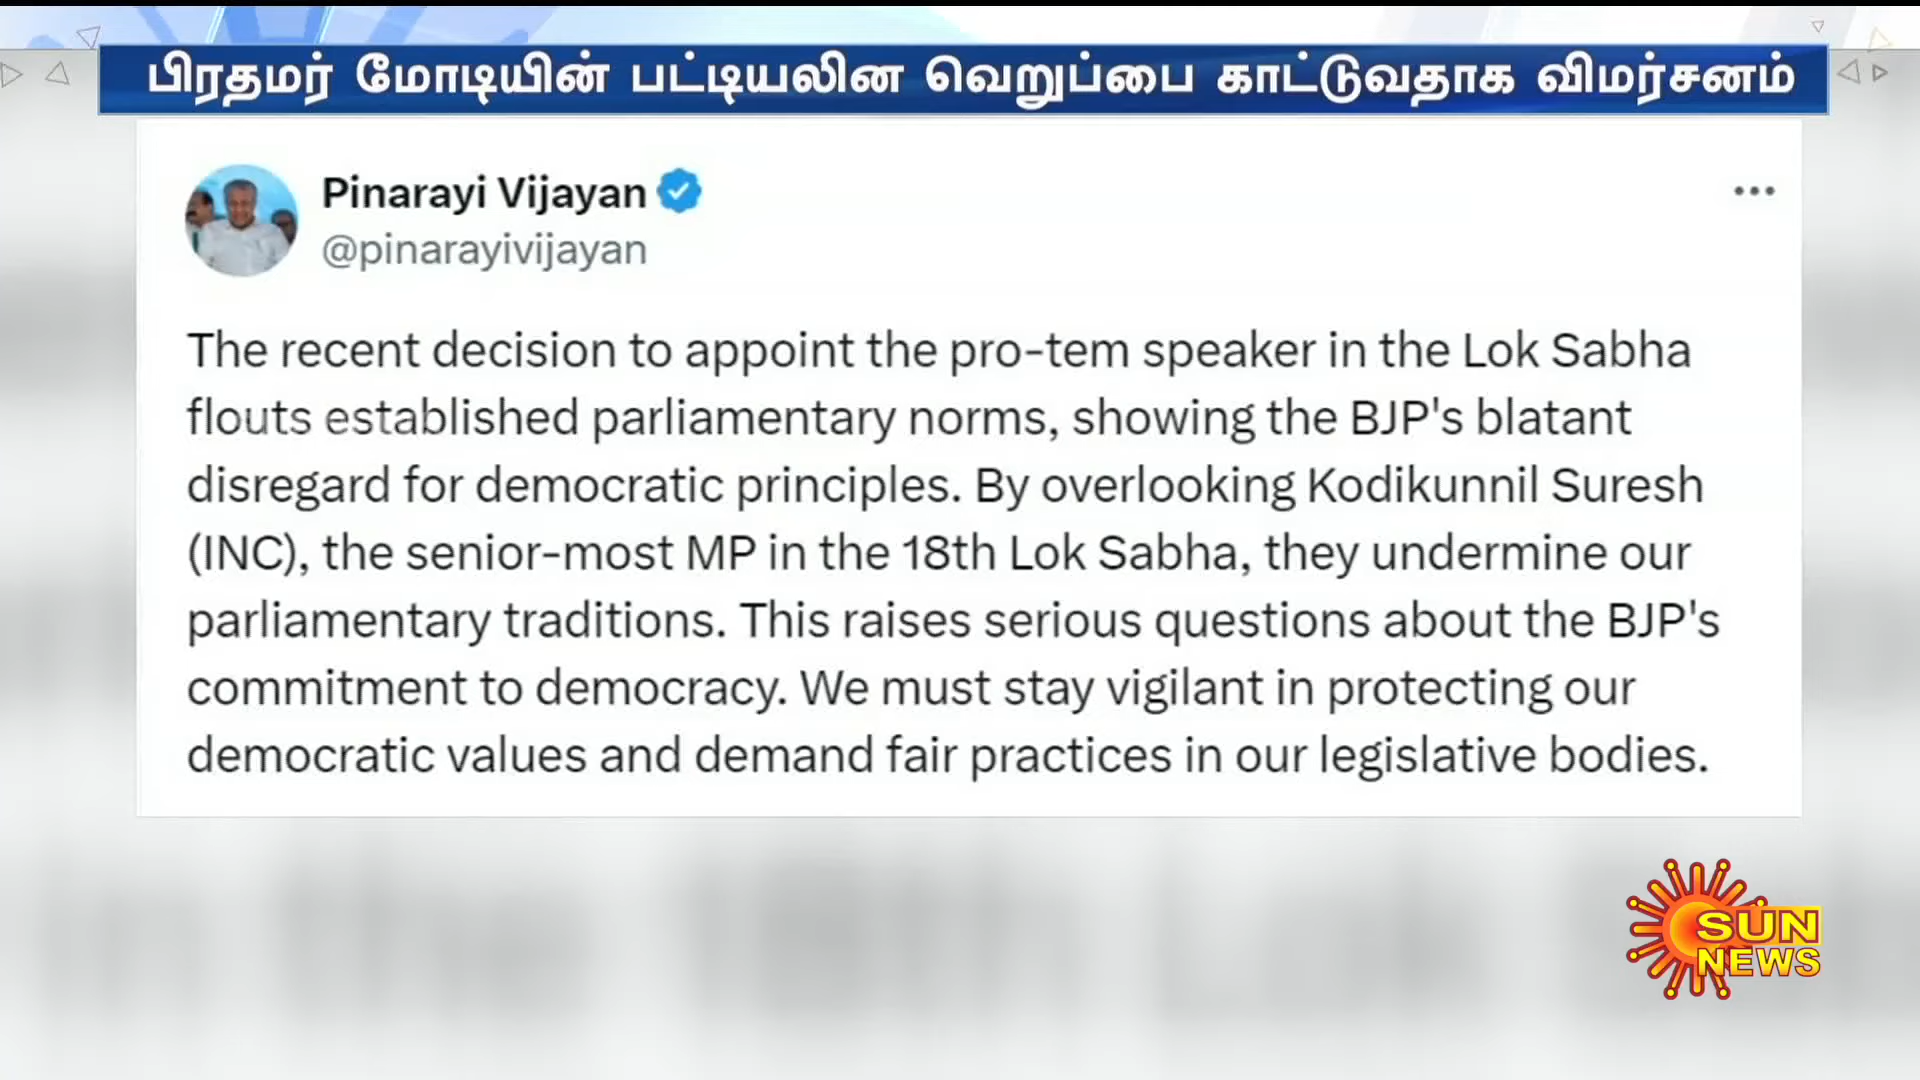 பிரதமர் மோடியின் பட்டியலின வெறுப்பை காட்டுவதாக விமர்சனம்
Pinarayi Vijayan
@pinarayivijayan
The recent decision to appoint the pro-tem speaker in the Lok Sabha
flouts established parliamentary norms, showing the BJP's blatant
disregard for democratic principles. By overlooking Kodikunnil Suresh
(INC), the senior-most MP in the 18th Lok Sabha, they undermine our
parliamentary traditions. This raises serious questions about the BJP's
commitment to democracy. We must stay vigilant in protecting our
democratic values and demand fair practices in our legislative bodies.
SUN
NEWS